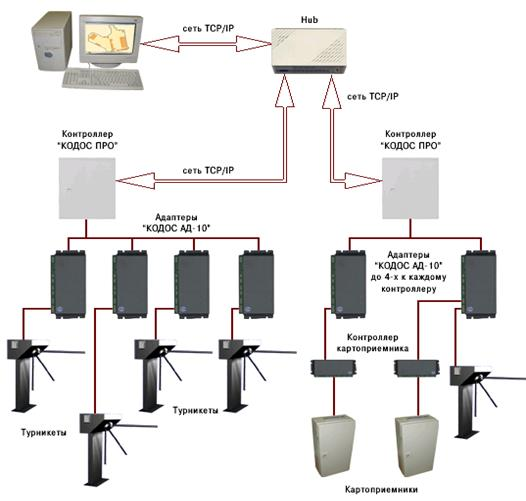 Hub
сеть TCP/IP
сеть TCP/IP
Контроллер
"КОДОС ПРО"
Контроллер
"КОДОС ПРО"
сеть TCP/IP
Адаптеры
"КОДОС АД-10"
Адаптеры
"КОДОС АД-10"
до 4-х к каждому
контроллеру
Контроллер
картоприемника
Турникеты
Турникеты
Картоприемники